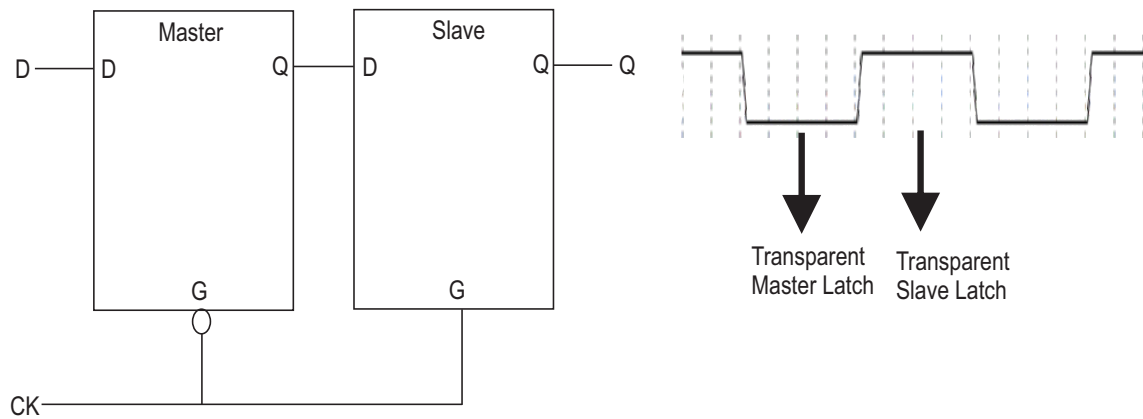 Master
Slave
D
D
Q
D
Q
Q
G
G
CK
Transparent
Master Latch
Transparent
Slave Latch